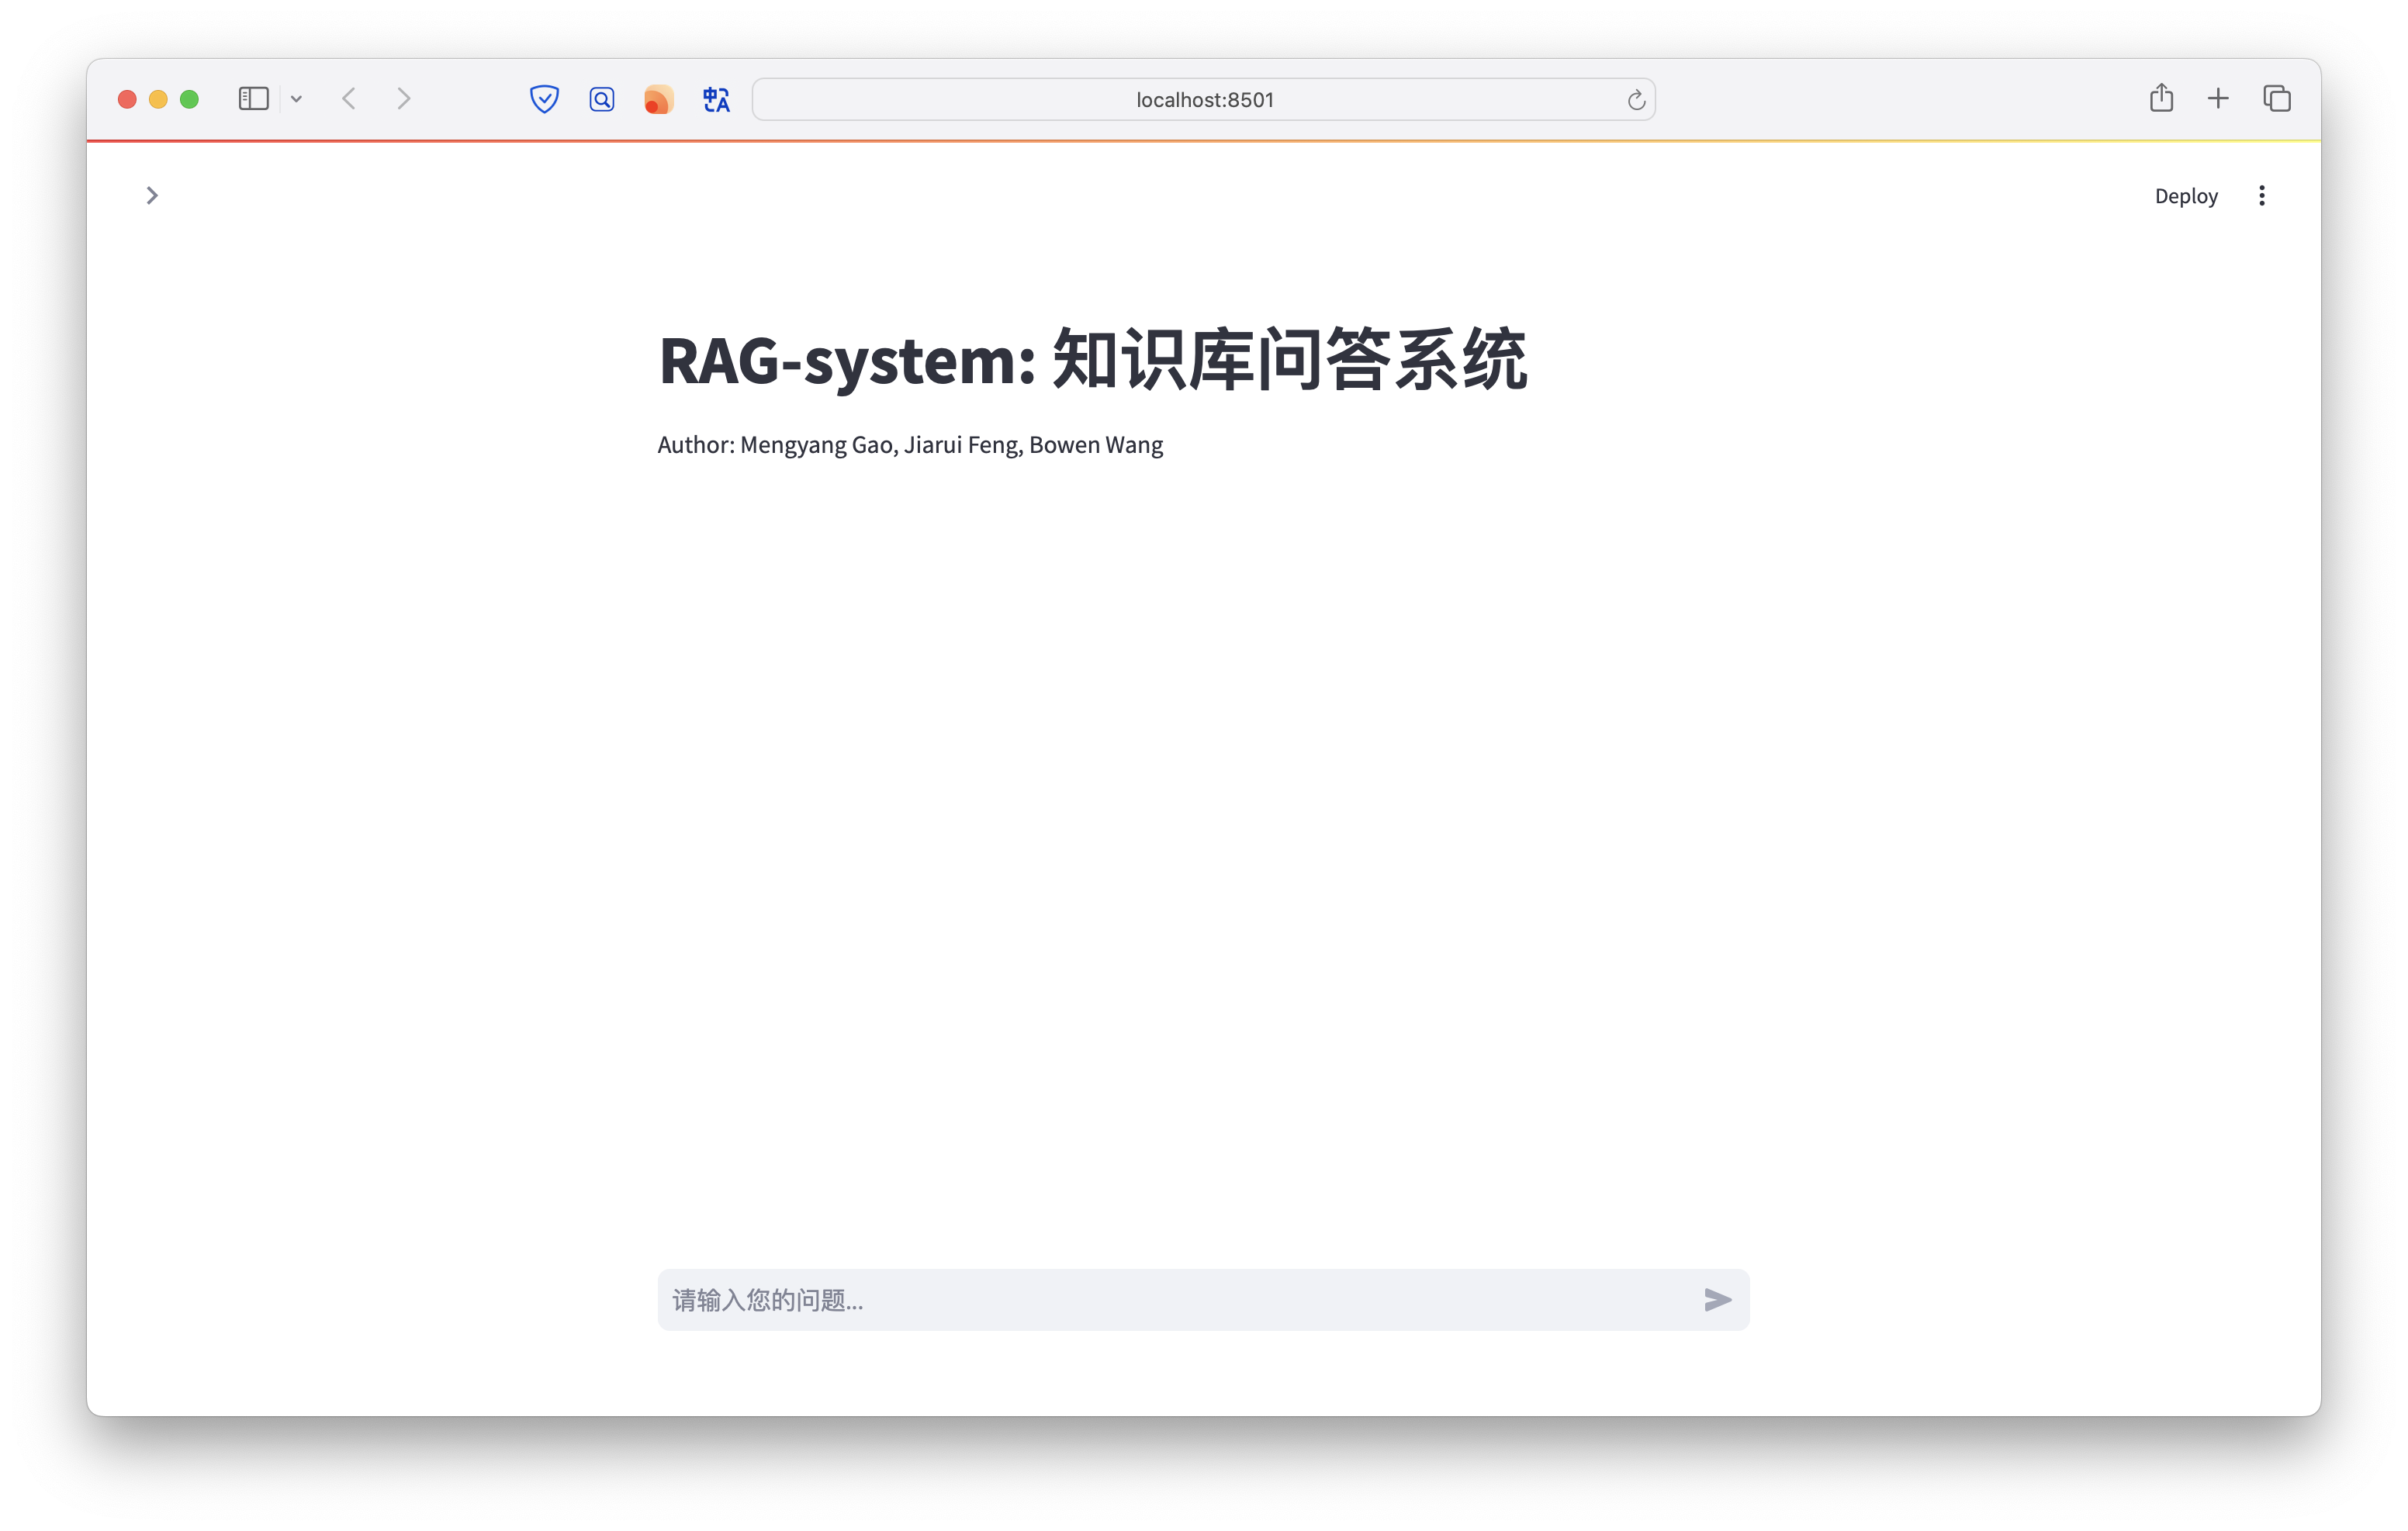 localhost:8501
Deploy
RAG-system: 知识库问答系统
Author: Mengyang Gao, Jiarui Feng, Bowen Wang
请输入您的问题...